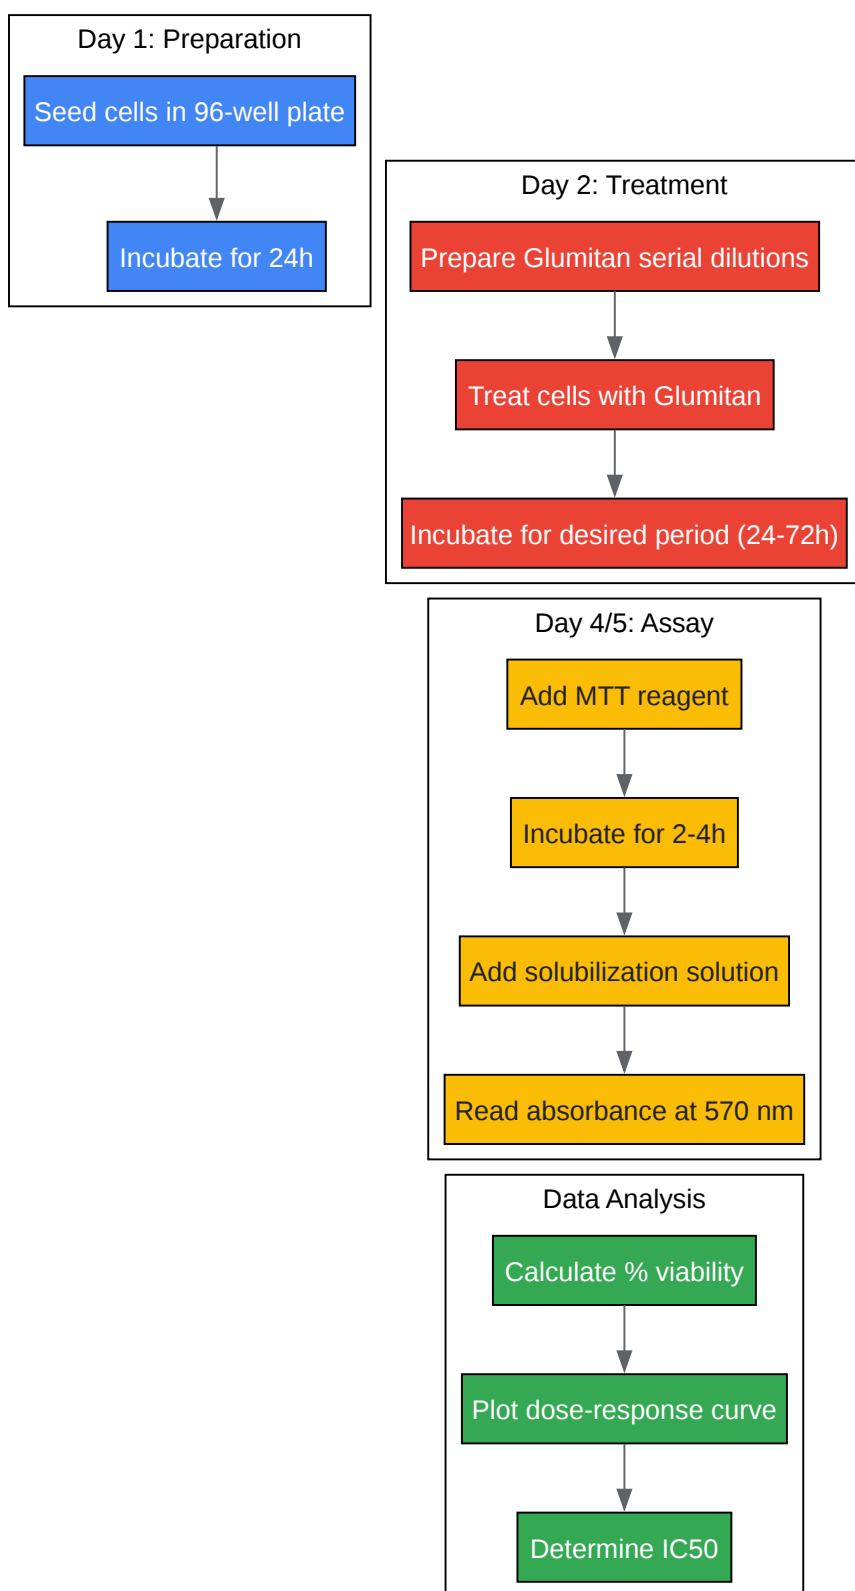 Day 1: Preparation
Seed cells in 96-well plate
Incubate for 24h
Day 2: Treatment
Prepare Glumitan serial dilutions
Treat cells with Glumitan
Incubate for desired period (24-72h)
Day 4/5: Assay
Add MTT reagent
Incubate for 2-4h
Add solubilization solution
Read absorbance at 570 nm
Data Analysis
Calculate % viability
Plot dose-response curve
Determine IC50